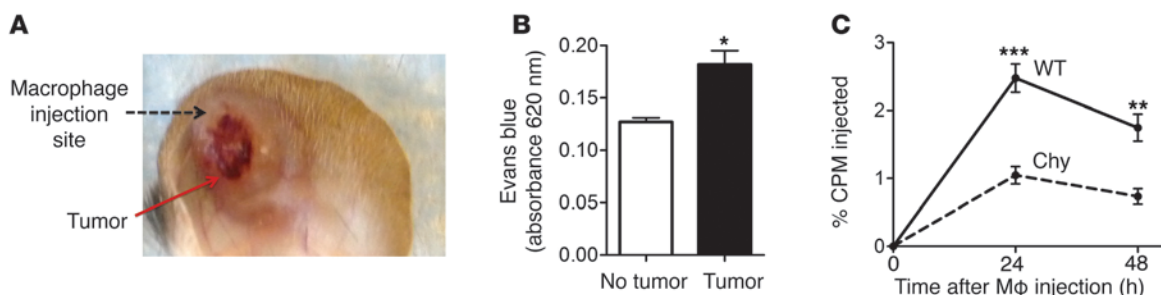 A
Macrophage
injection
site
Tumor
B
Evans blue
(absorbance 620 nm)
0.20
0.15
0.10
0.05
0.00
*
No tumor
Tumor
C
% CPM injected
3
2
1
0
***
WT
**
Chy
0
24
48
Time after MΦ injection (h)